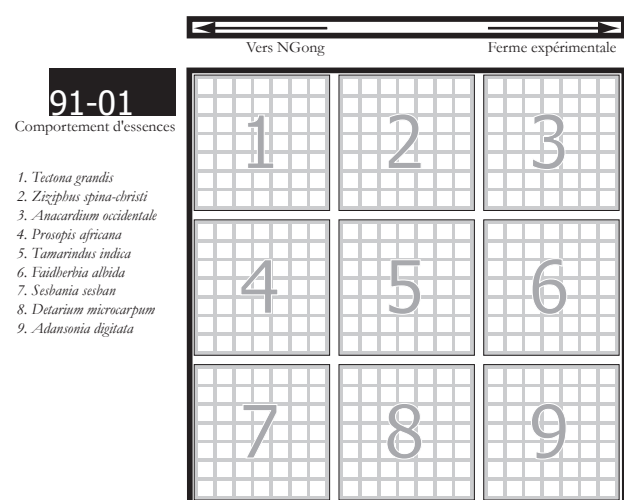 Vers NGong
Ferme expérimentale
91-01
Comportement d'essences
1. Tectona grandis
2. Ziziphus spina-christi
3. Anacardium occidentale
4. Prosopis africana
5. Tamarindus indica
6. Faidherbia albida
7. Sesbania sesban
8. Detarium microcarpum
9. Adansonia digitata
1
2
3
4
5
6
7
8
9